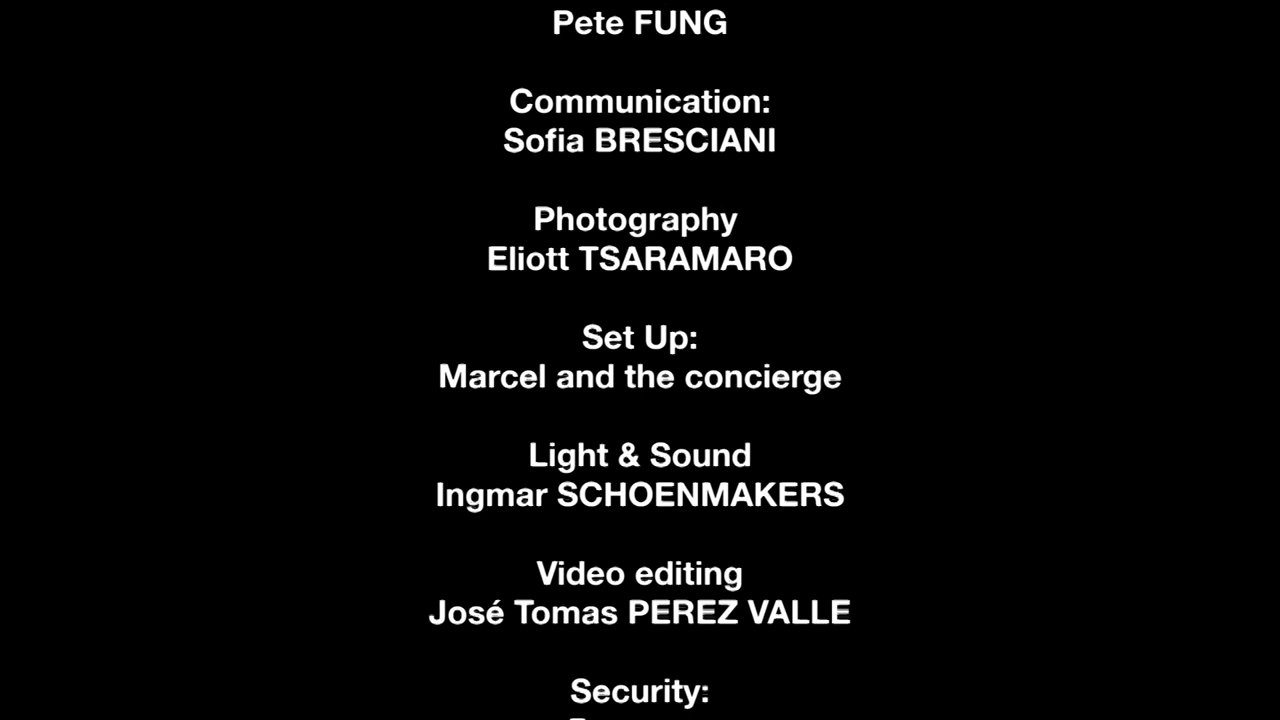 Pete FUNG
Communication:
Sofia BRESCIANI
Photography
Eliott TSARAMARO
Set Up:
Marcel and the concierge
Light & Sound
Ingmar SCHOENMAKERS
Video editing
José Tomas PEREZ VALLE
Security: